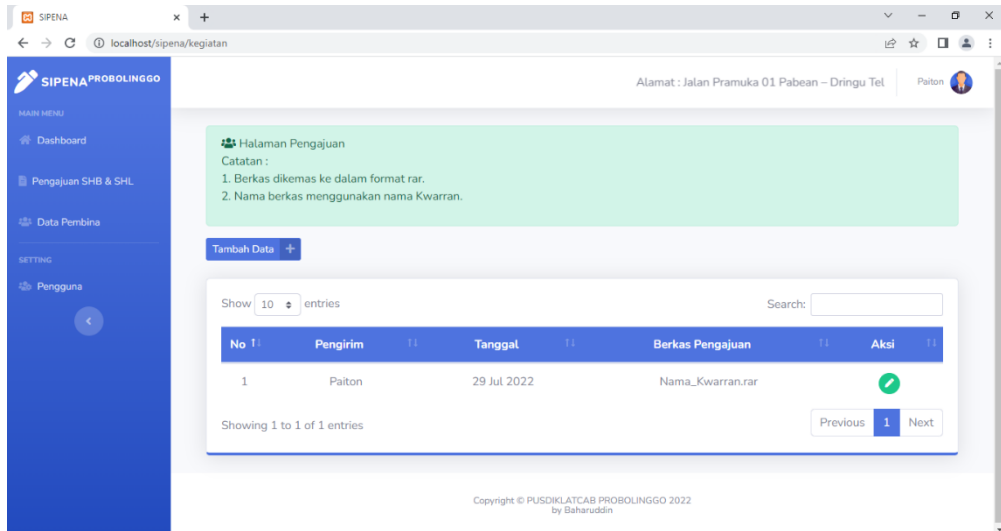 SIPENA
localhost/sipena/kegiatan
SIPENAPROBOLINGGO
Alamat : Jalan Pramuka 01 Pabean – Dringu Tel
Paiton
MAIN MENU
Dashboard
Pengajuan SHB & SHL
Data Pembina
SETTING
Pengguna
Halaman Pengajuan
Catatan :
1. Berkas dikemas ke dalam format rar.
2. Nama berkas menggunakan nama Kwarran.
Tambah Data +
Show 10 entries
Search:
No Pengirim Tanggal Berkas Pengajuan Aksi
1 Paiton 29 Jul 2022 Nama_Kwarran.rar
Showing 1 to 1 of 1 entries
Previous 1 Next
Copyright © PUSDIKLATCAB PROBOLINGGO 2022
by Baharuddin